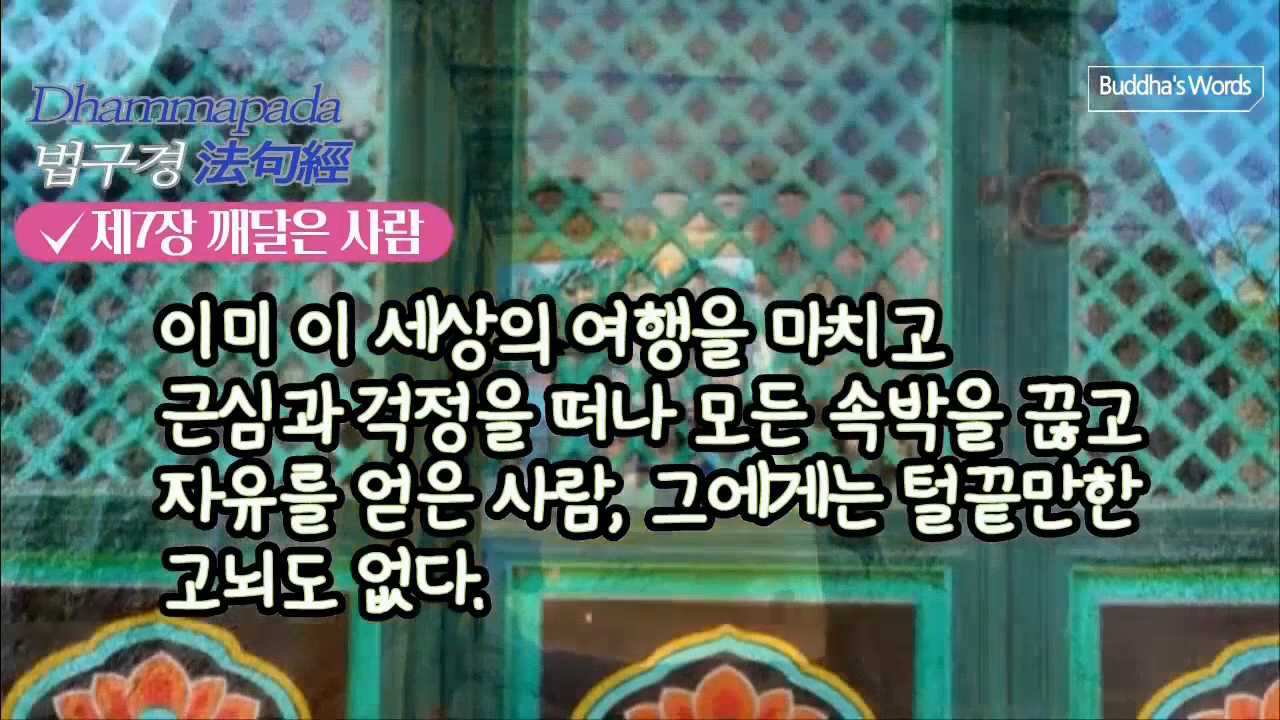 Dhammapada
법구경 法句經
Buddha's Words
제7장 깨달은 사람
이미 이 세상의 여행을 마치고
근심과 걱정을 떠나 모든 속박을 끊고
자유를 얻은 사람, 그에게는 털끝만한
고뇌도 없다.